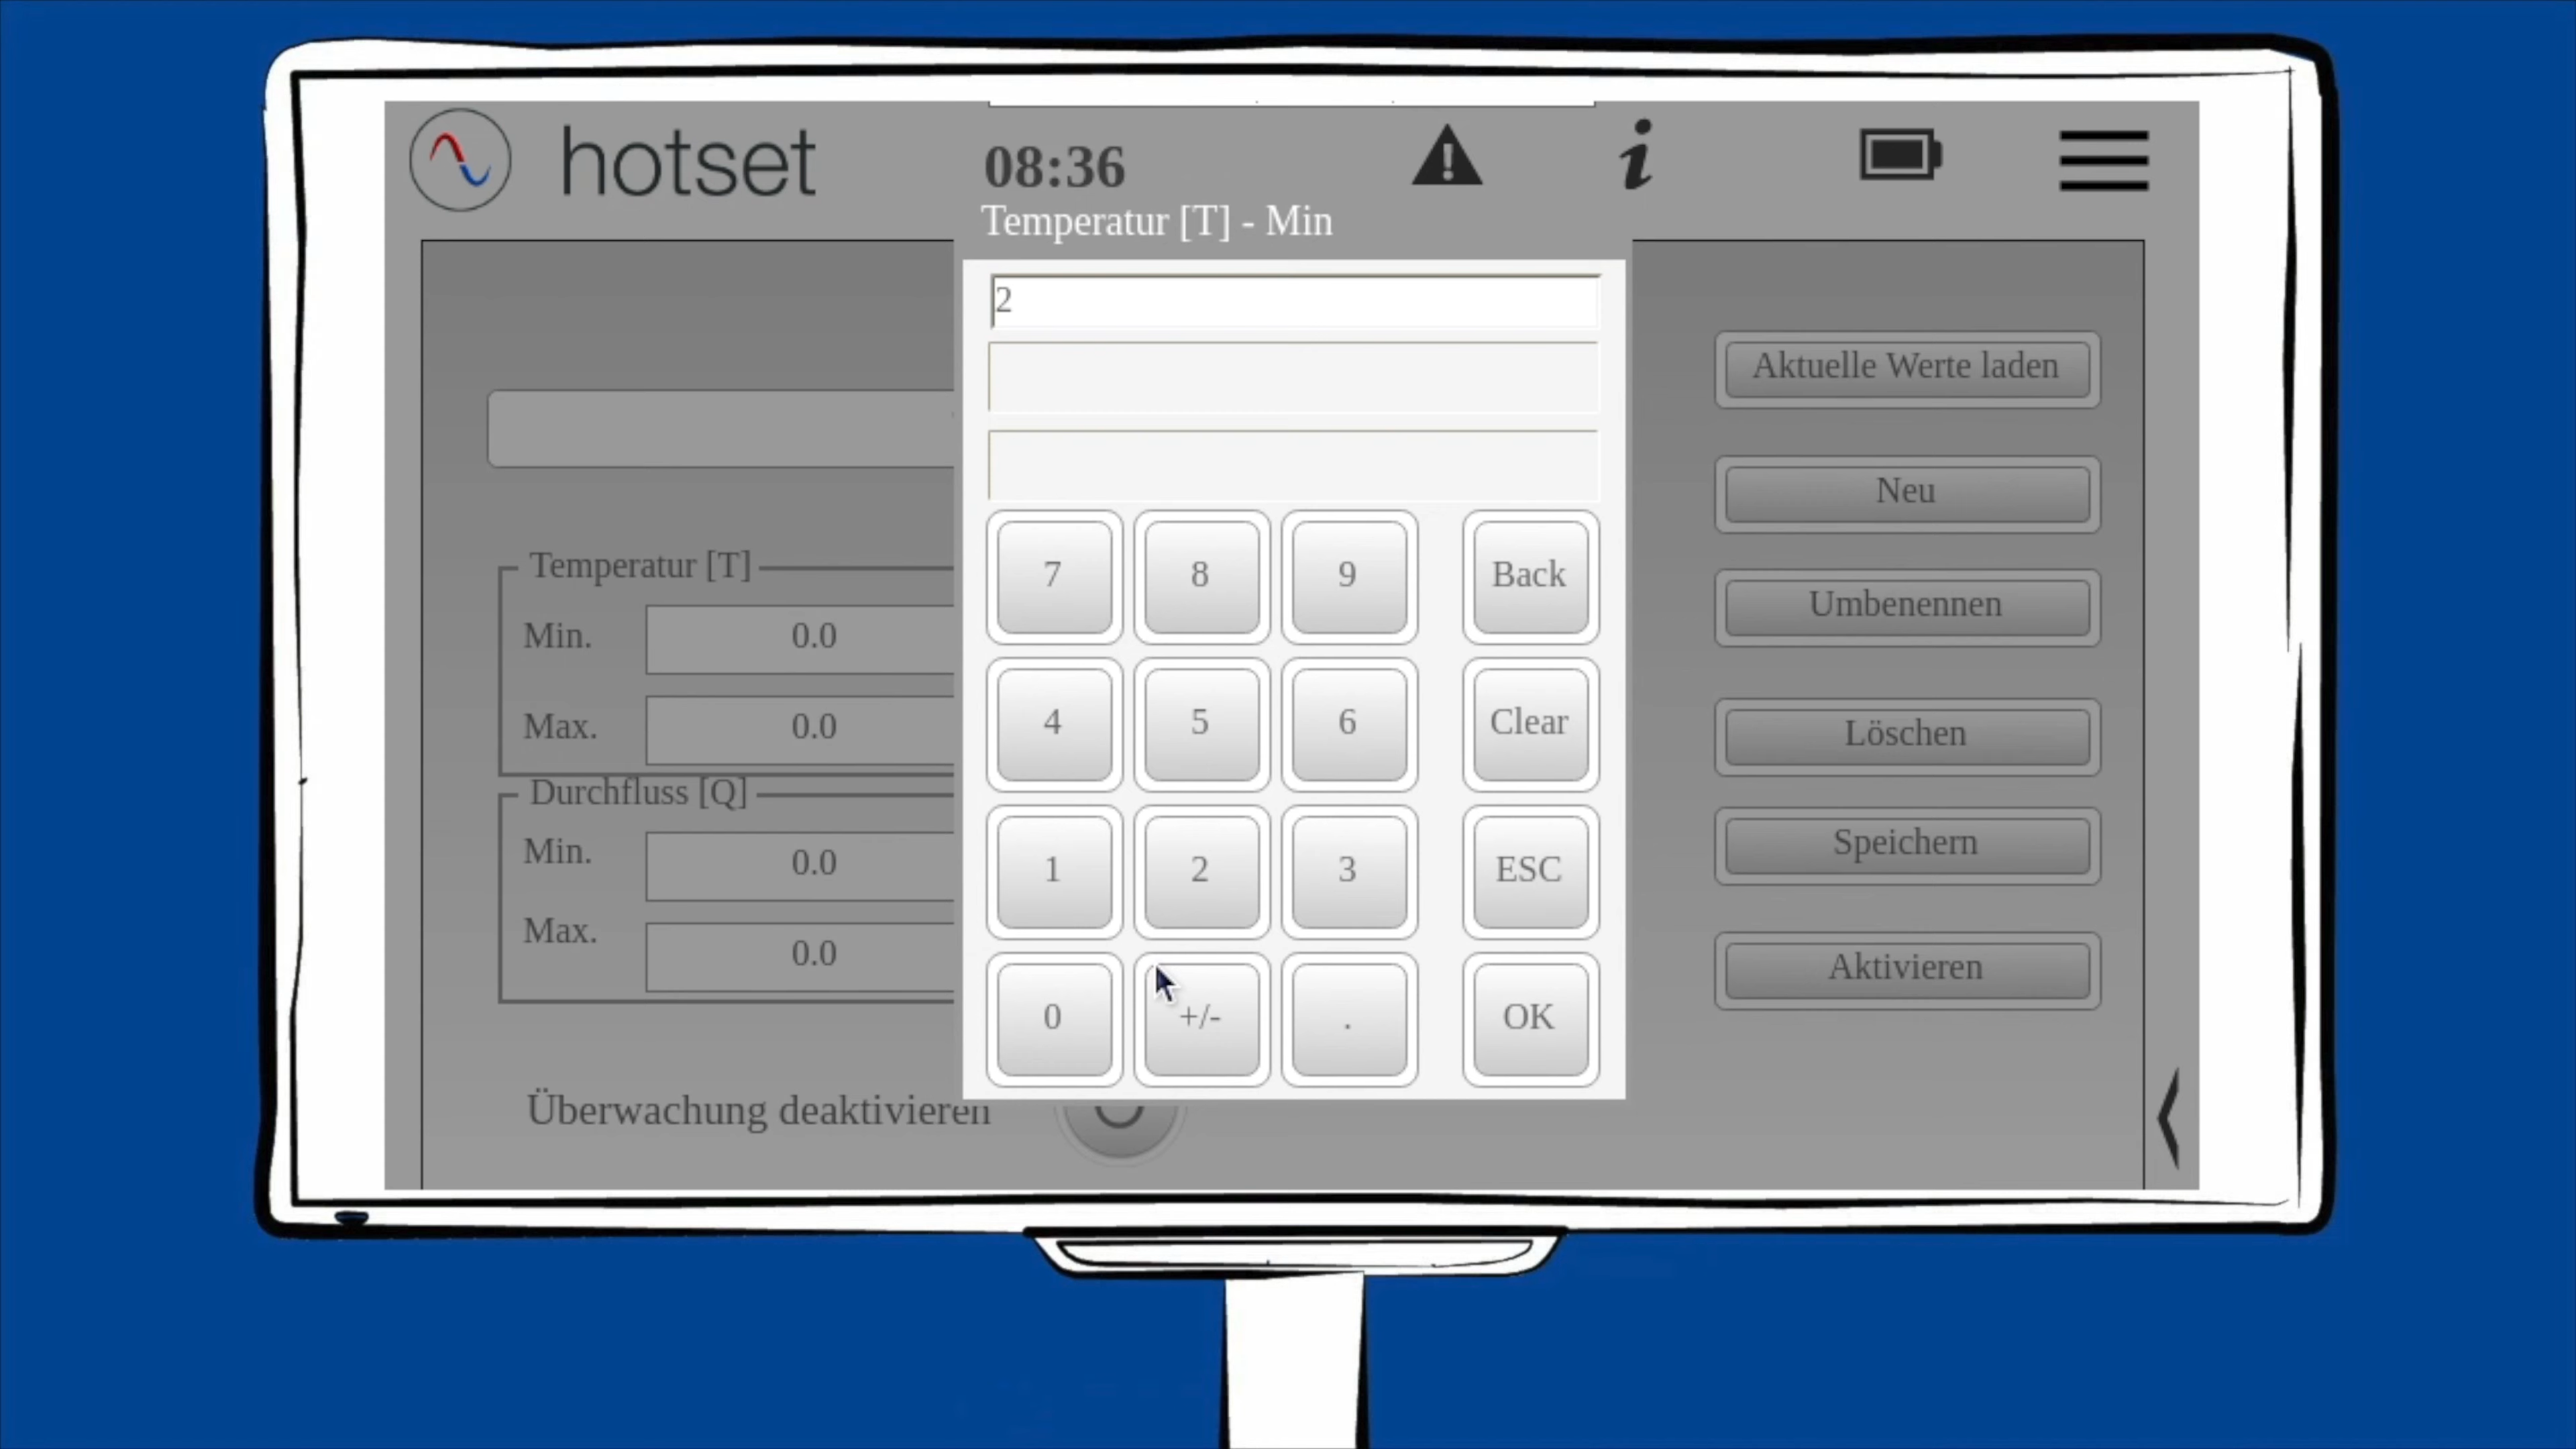 hotset
08:36
Temperatur [T] - Min
2
Aktuelle Werte laden
Neu
Umbenennen
Löschen
Speichern
Aktivieren
Temperatur [T]
Min.
0.0
Max.
0.0
Durchfluss [Q]
Min.
0.0
Max.
0.0
Überwachung deaktivieren
7 8 9 Back
4 5 6 Clear
1 2 3 ESC
0 +/- . OK